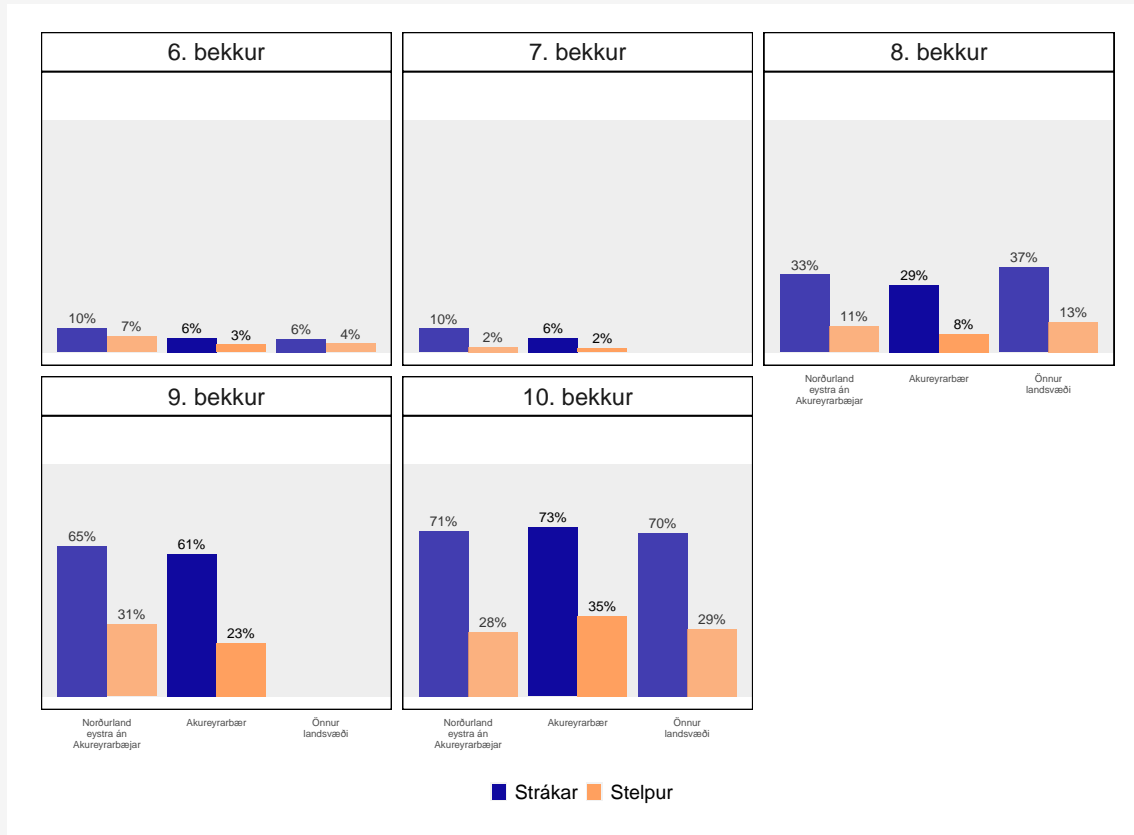 6. bekkur
10%
7%
6%
3%
6%
4%
7. bekkur
10%
2%
6%
2%
8. bekkur
33%
11%
29%
8%
37%
13%
Norðurland
eystra án
Akureyrarbæjar
Akureyrarbær
Önnur
landsvæði
9. bekkur
65%
31%
61%
23%
Norðurland
eystra án
Akureyrarbæjar
Akureyrarbær
Önnur
landsvæði
10. bekkur
71%
28%
73%
35%
70%
29%
Norðurland
eystra án
Akureyrarbæjar
Akureyrarbær
Önnur
landsvæði
Strákar
Stelpur